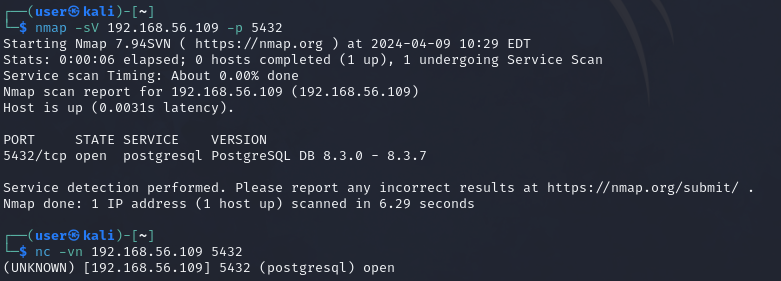 ┌──(user㉿kali)-[~]
└─$ nmap -sV 192.168.56.109 -p 5432
Starting Nmap 7.94SVN ( https://nmap.org ) at 2024-04-09 10:29 EDT
Stats: 0:00:06 elapsed; 0 hosts completed (1 up), 1 undergoing Service Scan
Service scan Timing: About 0.00% done
Nmap scan report for 192.168.56.109 (192.168.56.109)
Host is up (0.0031s latency).
PORT     STATE SERVICE    VERSION
5432/tcp open  postgresql PostgreSQL DB 8.3.0 - 8.3.7
Service detection performed. Please report any incorrect results at https://nmap.org/submit/ .
Nmap done: 1 IP address (1 host up) scanned in 6.29 seconds
┌──(user㉿kali)-[~]
└─$ nc -vn 192.168.56.109 5432
(UNKNOWN) [192.168.56.109] 5432 (postgresql) open